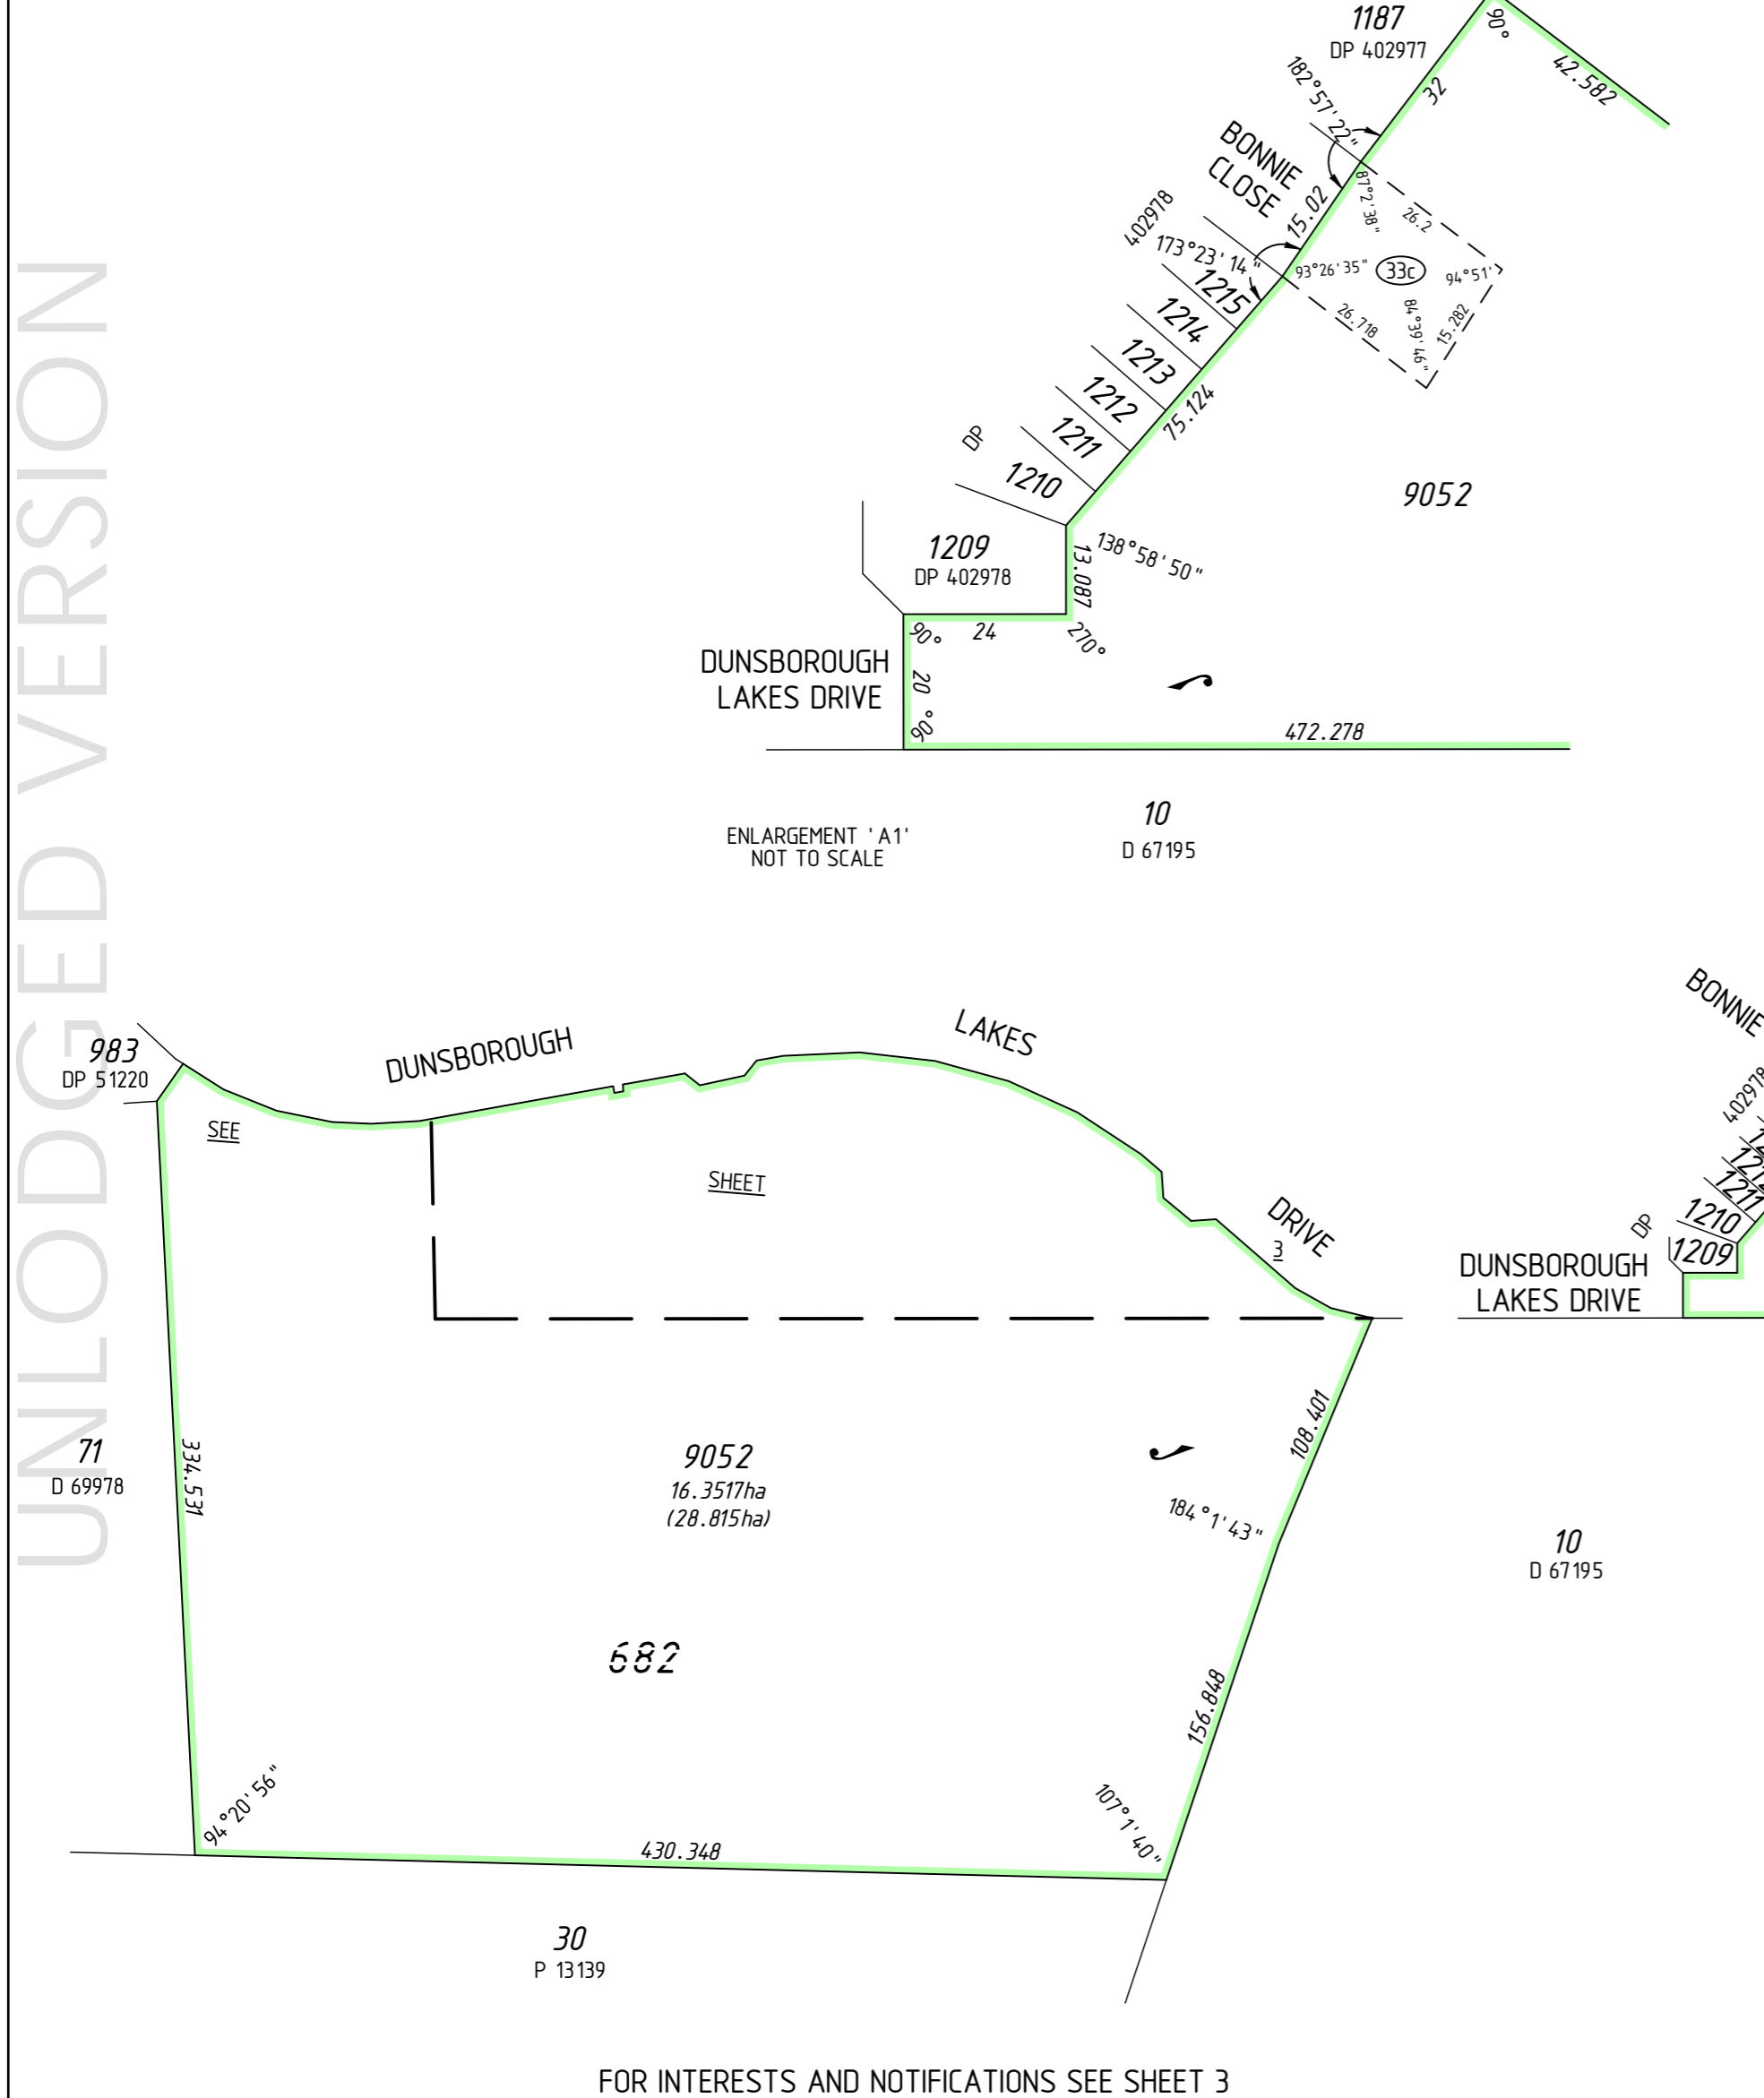 UNLODGED VERSION
1187
DP 402977
90°
42.582
32
182°57'22"
BONNIE
CLOSE
15.02
87°2'38"
26.2
402978
173°23'14"
93°26'35"
33c
94°51'
84°39'46"
15.282
26.718
1215
1214
1213
1212
1211
1210
DP
75.124
9052
1209
DP 402978
13.087
138°58'50"
90°
24
270°
DUNSBOROUGH
LAKES DRIVE
20
90°
472.278
10
D 67195
ENLARGEMENT 'A1'
NOT TO SCALE
983
DP 51220
DUNSBOROUGH
LAKES
DRIVE
SEE
SHEET
3
BONNIE
402978
1211
1210
DP
1209
DUNSBOROUGH
LAKES DRIVE
71
D 69978
334.531
9052
16.3517ha
(28.815ha)
108.401
184°1'43"
10
D 67195
682
156.848
94°20'56"
107°1'40"
430.348
30
P 13139
FOR INTERESTS AND NOTIFICATIONS SEE SHEET 3